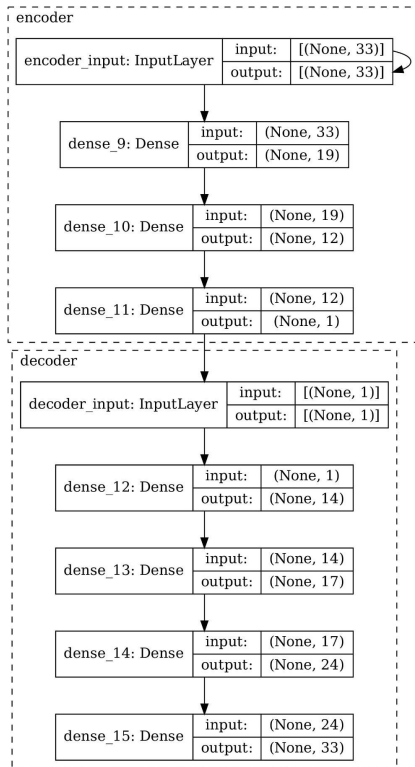 encoder
encoder_input: InputLayer input: [(None, 33)]
output: [(None, 33)]
dense_9: Dense input: (None, 33)
output: (None, 19)
dense_10: Dense input: (None, 19)
output: (None, 12)
dense_11: Dense input: (None, 12)
output: (None, 1)
decoder
decoder_input: InputLayer input: [(None, 1)]
output: [(None, 1)]
dense_12: Dense input: (None, 1)
output: (None, 14)
dense_13: Dense input: (None, 14)
output: (None, 17)
dense_14: Dense input: (None, 17)
output: (None, 24)
dense_15: Dense input: (None, 24)
output: (None, 33)